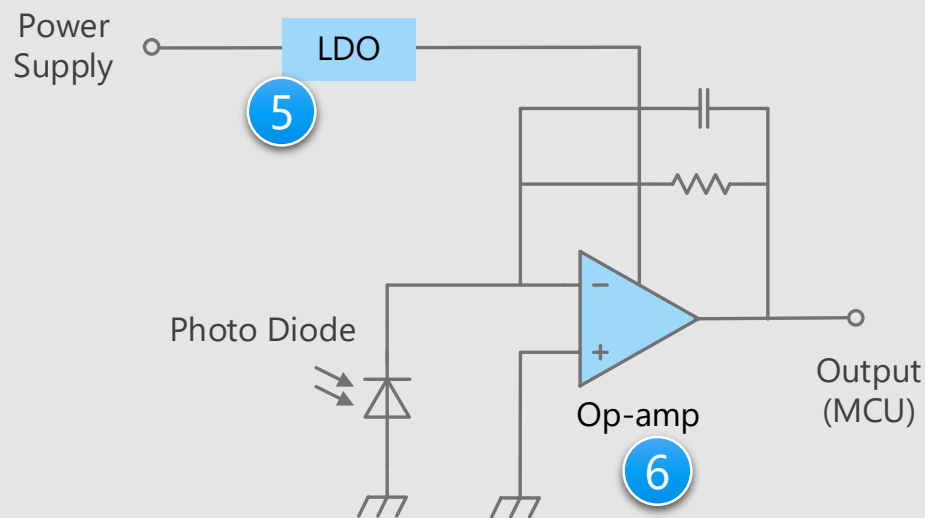 Power
Supply
LDO
5
Photo Diode
−
+
Op-amp
6
Output
(MCU)